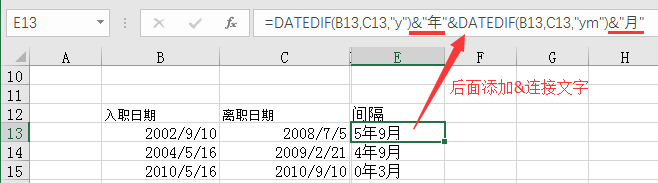 E13 =DATEDIF(B13,C13,"y")&"年"&DATEDIF(B13,C13,"ym")&"月"
A B C D E F G H
10
后面添加&连接文字
11
12 入职日期 离职日期 间隔
13 2002/9/10 2008/7/5 5年9月
14 2004/5/16 2009/2/21 4年9月
15 2010/5/16 2010/9/10 0年3月